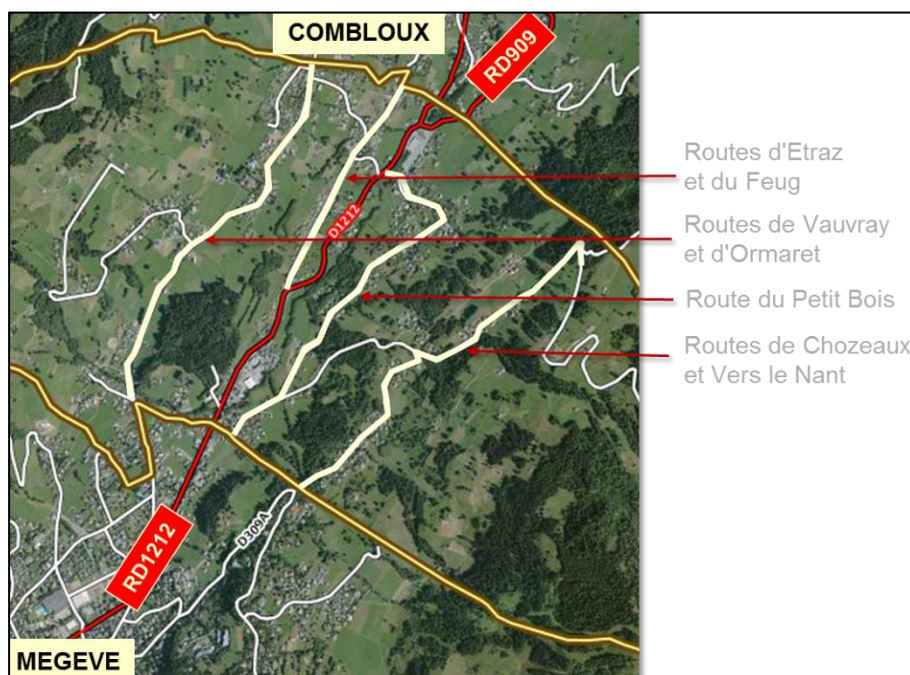 COMBLOUX
RD909
Routes d'Etraz
et du Feug
D1212
Routes de Vauvray
et d'Ormaret
Route du Petit Bois
Routes de Chozeaux
et Vers le Nant
D309A
RD1212
MEGEVE